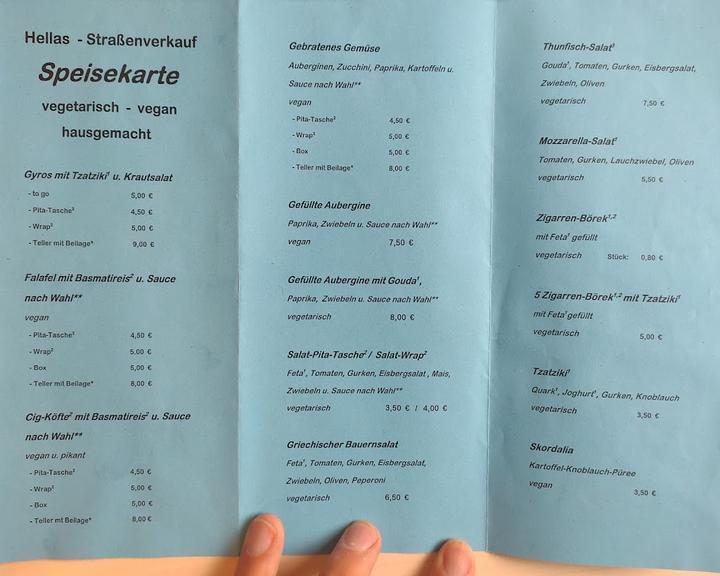 Hellas - Straßenverkauf
Speisekarte
vegetarisch - vegan
hausgemacht
Gyros mit Tzatziki¹ u. Krautsalat
- to go 5,00 €
- Pita-Tasche² 4,50 €
- Wrap² 5,00 €
- Teller mit Beilage* 9,00 €
Falafel mit Basmatireis² u. Sauce
nach Wahl**
vegan
- Pita-Tasche² 4,50 €
- Wrap² 5,00 €
- Box 5,00 €
- Teller mit Beilage* 8,00 €
Cig-Köfte² mit Basmatireis² u. Sauce
nach Wahl**
vegan u. pikant
- Pita-Tasche² 4,50 €
- Wrap² 5,00 €
- Box 5,00 €
- Teller mt Beilage* 8,00 €
Gebratenes Gemüse
Auberginen, Zucchini, Paprika, Kartoffeln u.
Sauce nach Wahl**
vegan
- Pita-Tasche² 4,50 €
- Wrap² 5,00 €
- Box 5,00 €
- Teller mit Beilage* 8,00 €
Gefüllte Aubergine
Paprika, Zwiebeln u. Sauce nach Wahl**
vegan 7,50 €
Gefüllte Aubergine mit Gouda¹,
Paprika, Zwiebeln u. Sauce nach Wahl**
vegetarisch 8,00 €
Salat-Pita-Tasche² / Salat-Wrap²
Feta¹, Tomaten, Gurken, Eisbergsalat , Mais,
Zwiebeln u. Sauce nach Wahl**
vegetarisch 3,50 € / 4,00 €
Griechischer Bauernsalat
Feta¹, Tomaten, Gurken, Eisbergsalat,
Zwiebeln, Oliven, Peperoni
vegetarisch 6,50 €
Thunfisch-Salat³
Gouda¹, Tomaten, Gurken, Eisbergsalat,
Zwiebeln, Oliven
vegetarisch 7,50 €
Mozzarella-Salat¹
Tomaten, Gurken, Lauchzwiebel, Oliven
vegetarisch 5,50 €
Zigarren-Börek¹,²
mit Feta¹ gefüllt
vegetarisch Stück: 0,80 €
5 Zigarren-Börek¹,² mit Tzatziki¹
mit Feta¹ gefüllt
vegetarisch 5,00 €
Tzatziki¹
Quark¹, Joghurt¹, Gurken, Knoblauch
vegetarisch 3,50 €
Skordalia
Kartoffel-Knoblauch-Püree
vegan 3,50 €